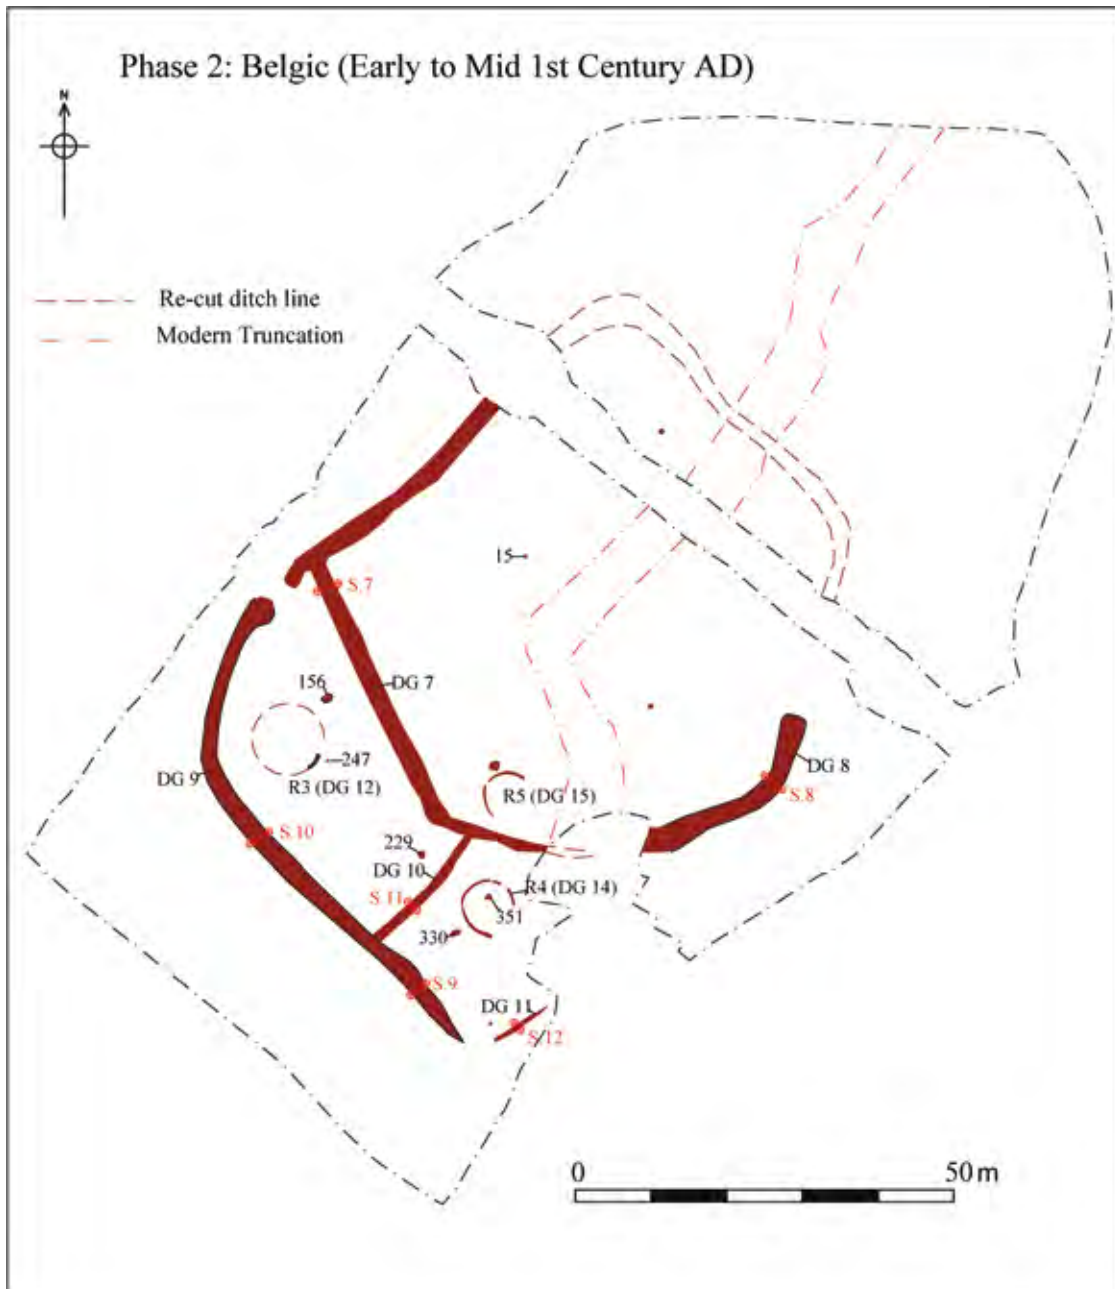 Phase 2: Belgic (Early to Mid 1st Century AD)
N
Re-cut ditch line
Modern Truncation
15
S.7
156
DG 7
247
DG 9
R3 (DG 12)
DG 8
R5 (DG 15)
S.8
S.10
229
DG 10
R4 (DG 14)
S.11
351
330
S.9
DG 11
S.12
0 50 m